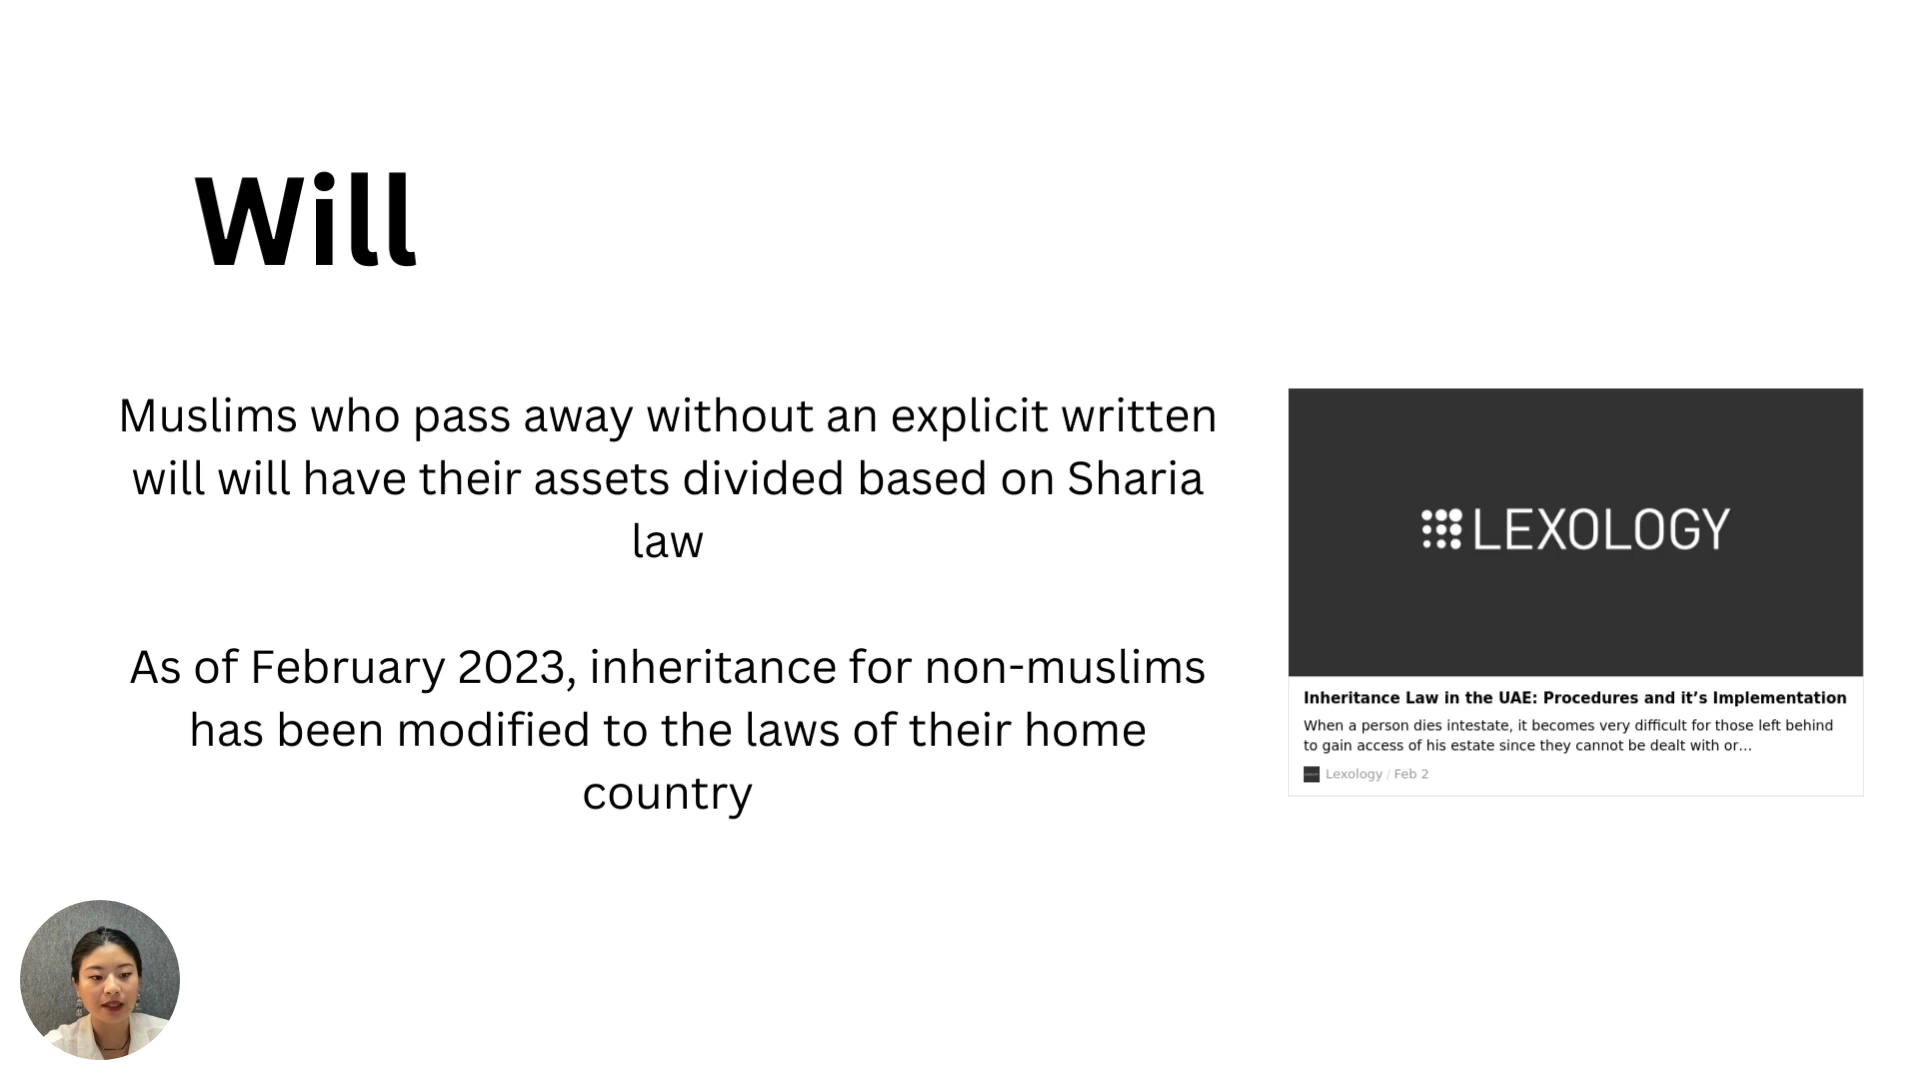 Will
Muslims who pass away without an explicit written
will will have their assets divided based on Sharia
law
As of February 2023, inheritance for non-muslims
has been modified to the laws of their home
country
LEXOLOGY
Inheritance Law in the UAE: Procedures and it’s Implementation
When a person dies intestate, it becomes very difficult for those left behind
to gain access of his estate since they cannot be dealt with or...
Lexology / Feb 2